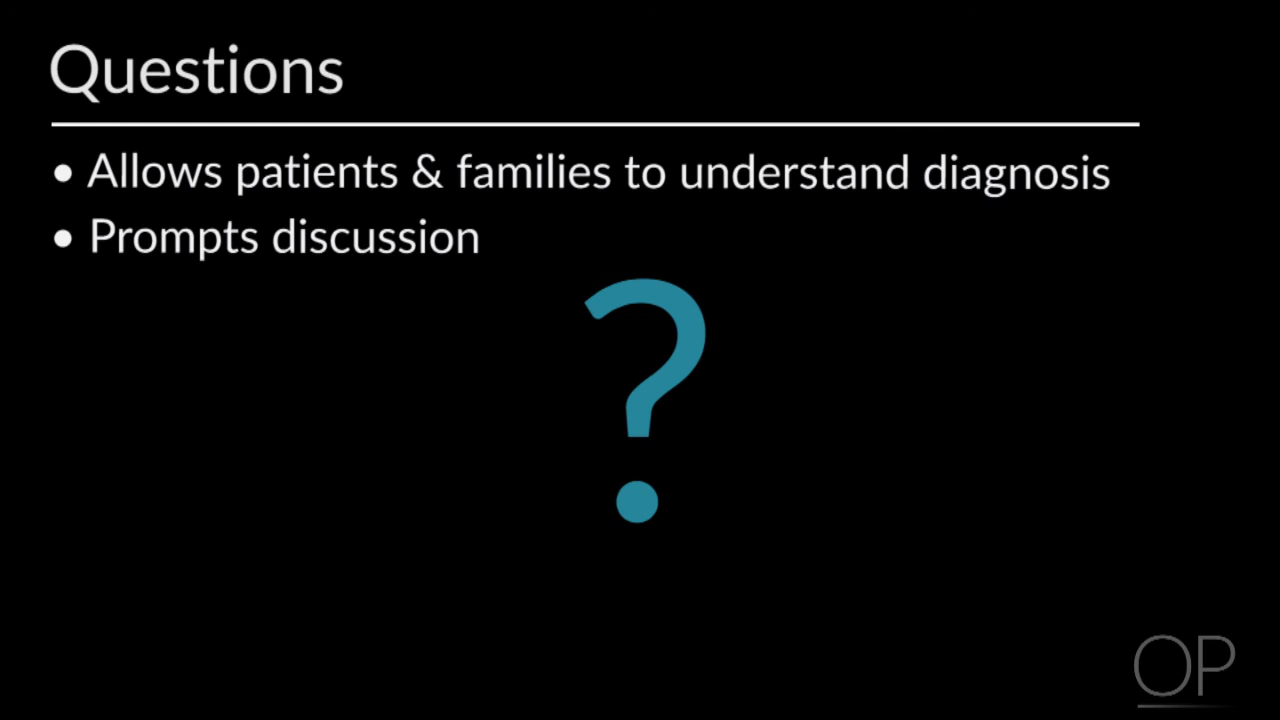 Questions
• Allows patients & families to understand diagnosis
• Prompts discussion
?
OP